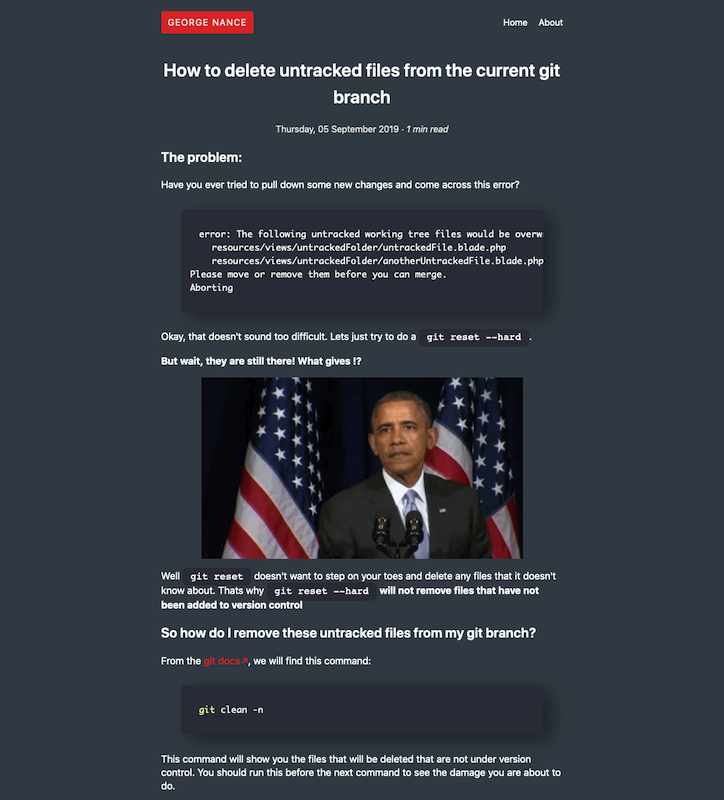 GEORGE NANCE
Home About
How to delete untracked files from the current git
branch
Thursday, 05 September 2019 · 1 min read
The problem:
Have you ever tried to pull down some new changes and come across this error?
error: The following untracked working tree files would be overw
resources/views/untrackedFolder/untrackedFile.blade.php
resources/views/untrackedFolder/anotherUntrackedFile.blade.php
Please move or remove them before you can merge.
Aborting
Okay, that doesn't sound too difficult. Lets just try to do a git reset --hard .
But wait, they are still there! What gives !?
Well git reset doesn't want to step on your toes and delete any files that it doesn't
know about. Thats why git reset --hard will not remove files that have not
been added to version control
So how do I remove these untracked files from my git branch?
From the git docs↗, we will find this command:
git clean -n
This command will show you the files that will be deleted that are not under version
control. You should run this before the next command to see the damage you are about to
do.